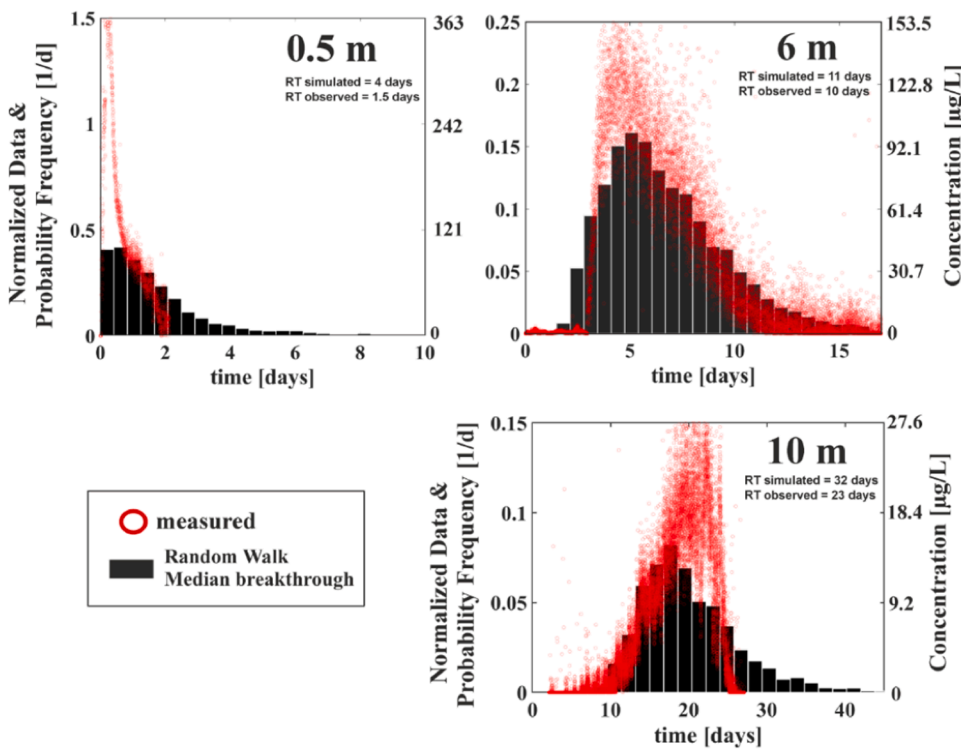 Normalized Data &
Probability Frequency [1/d]
1.5
1
0.5
0
363
242
121
0
0.5 m
RT simulated = 4 days
RT observed = 1.5 days
0 2 4 6 8 10
time [days]
0.25
0.2
0.15
0.1
0.05
0
153.5
122.8
92.1
61.4
30.7
0
6 m
RT simulated = 11 days
RT observed = 10 days
Concentration [µg/L]
0 5 10 15
time [days]
measured
Random Walk
Median breakthrough
Normalized Data &
Probability Frequency [1/d]
0.15
0.1
0.05
0
27.6
18.4
9.2
0
10 m
RT simulated = 32 days
RT observed = 23 days
Concentration [µg/L]
0 10 20 30 40
time [days]